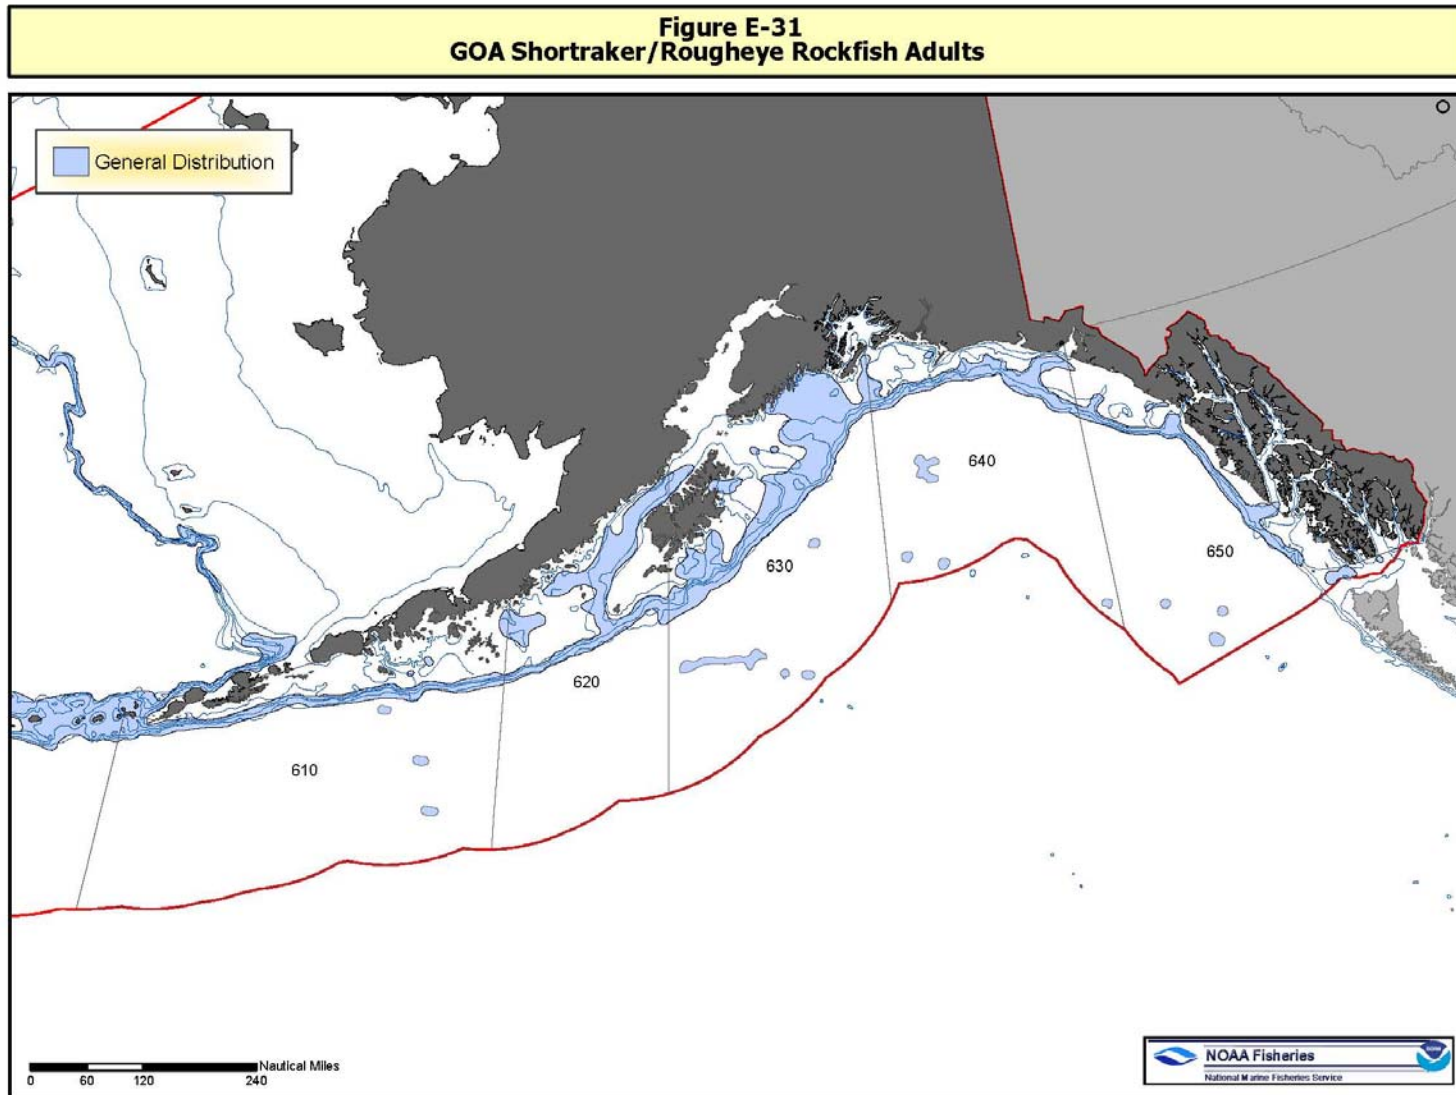 Figure E-31
GOA Shortraker/Rougheye Rockfish Adults
General Distribution
640
650
630
620
610
Nautical Miles
0 60 120 240
NOAA Fisheries
National Marine Fisheries Service